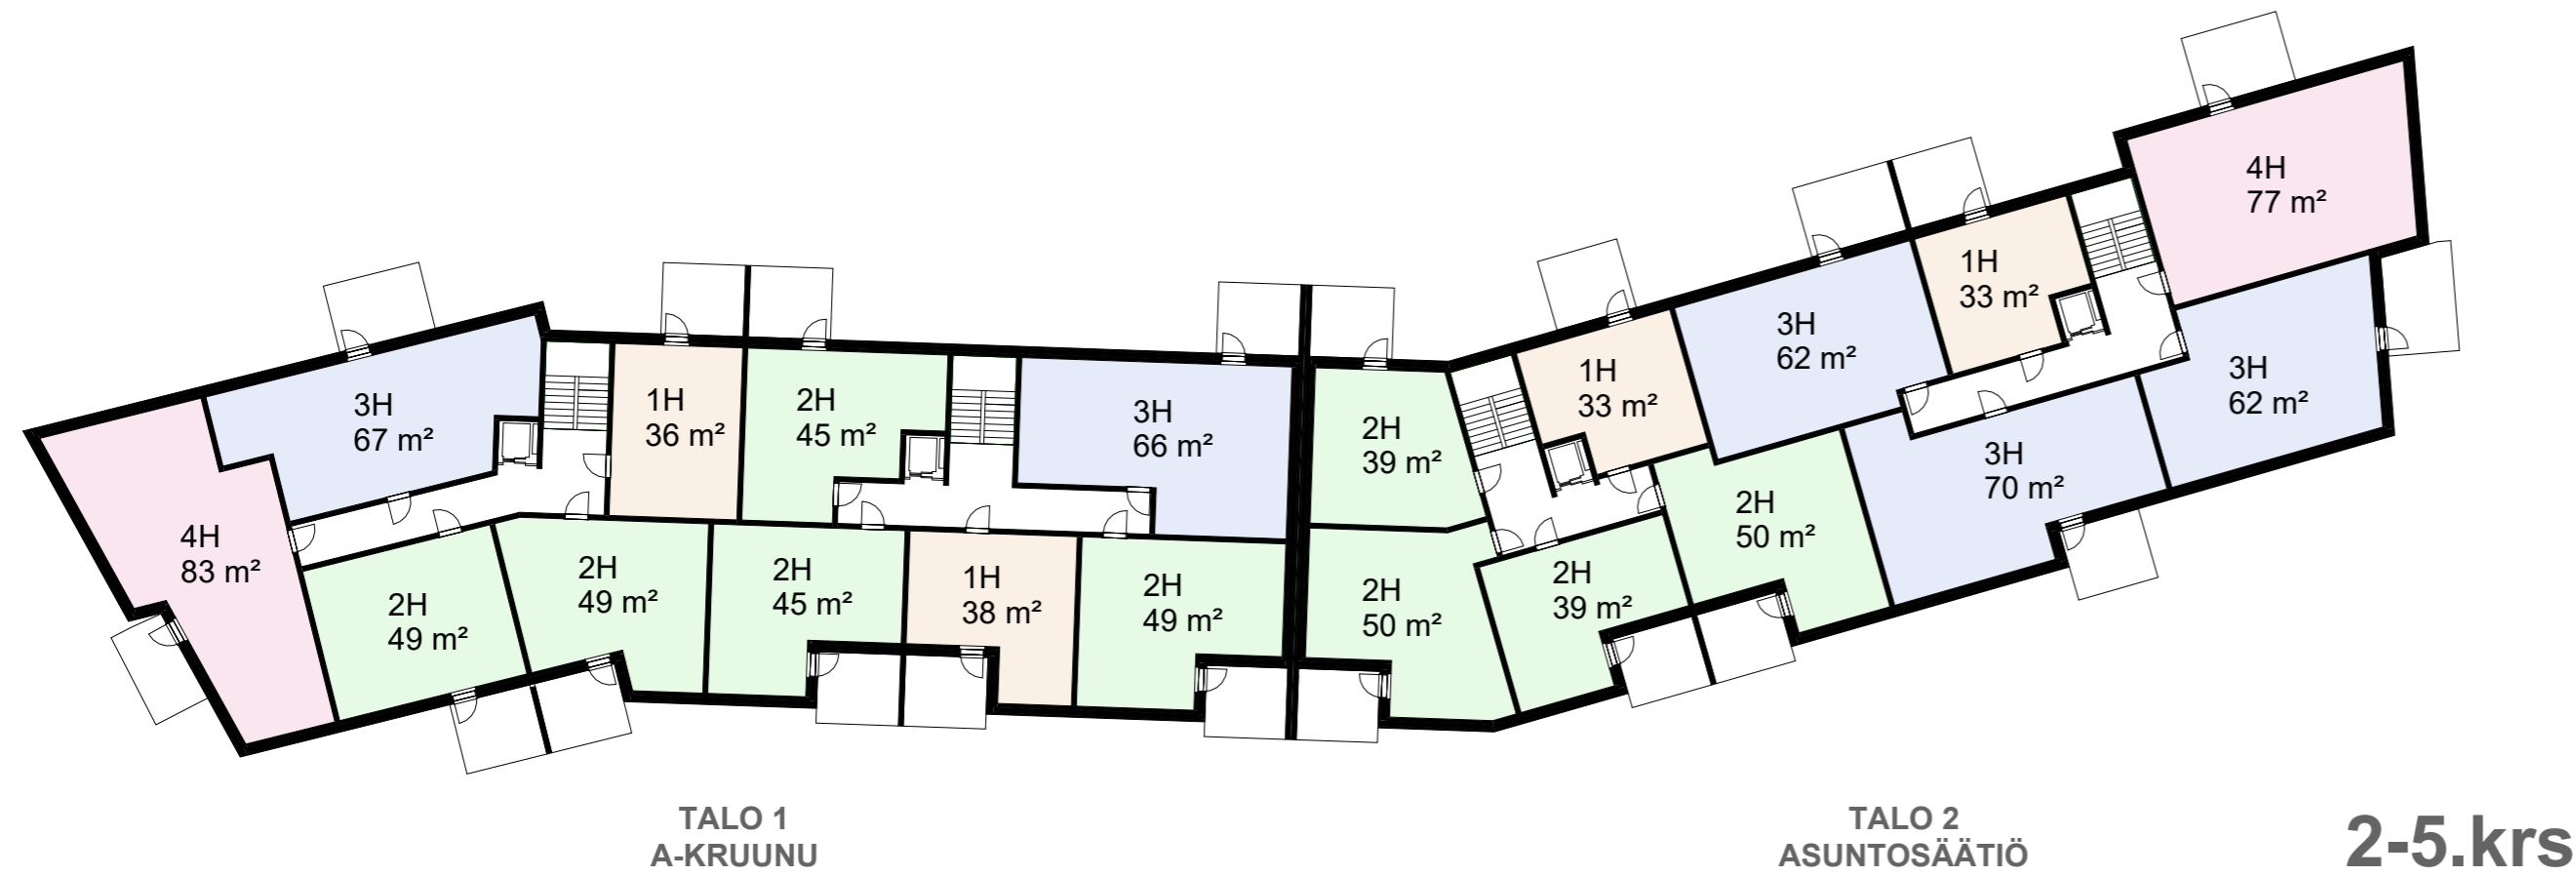 4H
77 m²
1H
33 m²
3H
62 m²
3H
62 m²
1H
33 m²
3H
67 m²
1H
36 m²
2H
45 m²
3H
66 m²
2H
39 m²
3H
70 m²
2H
50 m²
4H
83 m²
2H
49 m²
2H
49 m²
2H
45 m²
1H
38 m²
2H
49 m²
2H
50 m²
2H
39 m²
TALO 1
A-KRUUNU
TALO 2
ASUNTOSÄÄTIÖ
2-5.krs